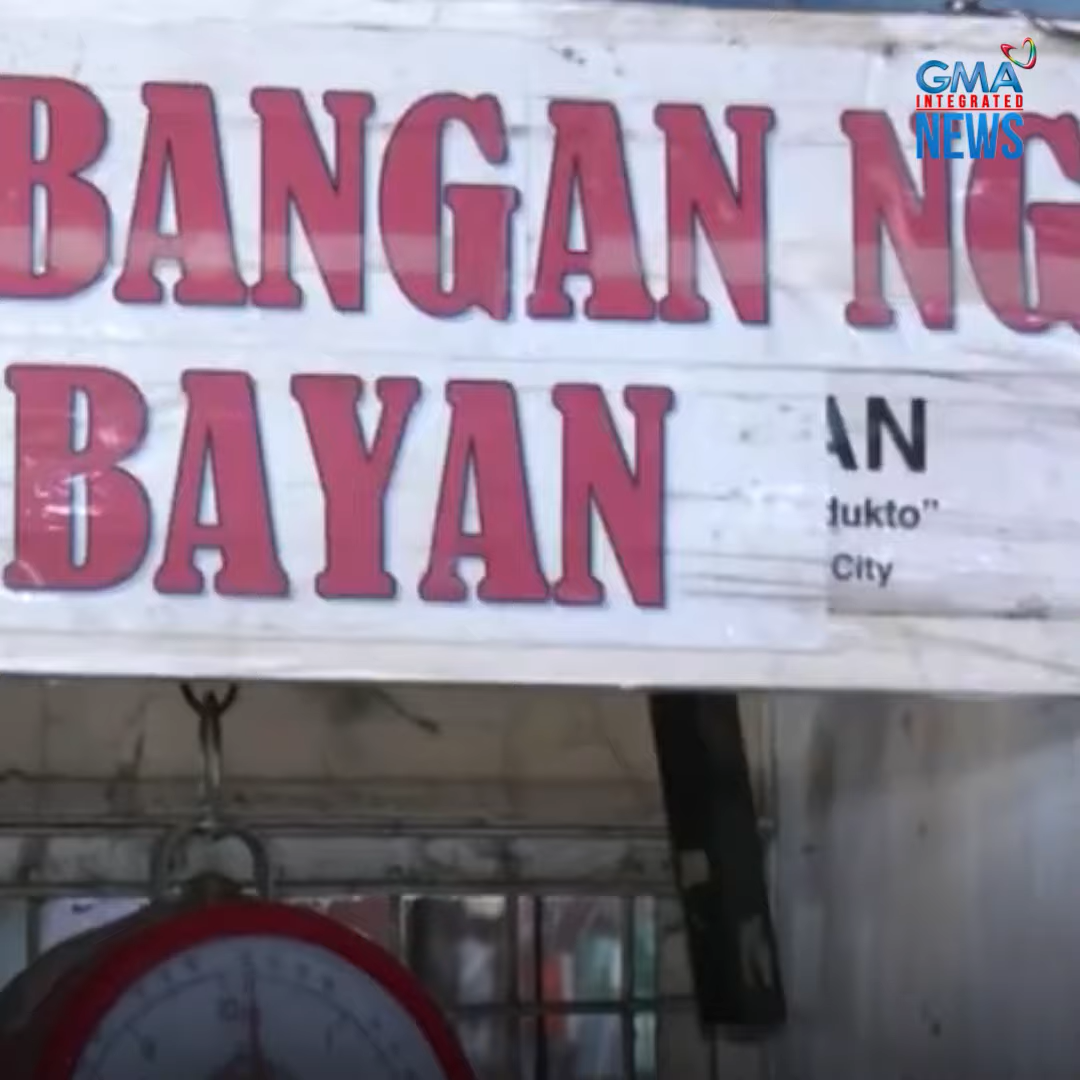 GMA
INTEGRATED
NEWS
BANGAN NG
BAYAN
AN
dukto"
City